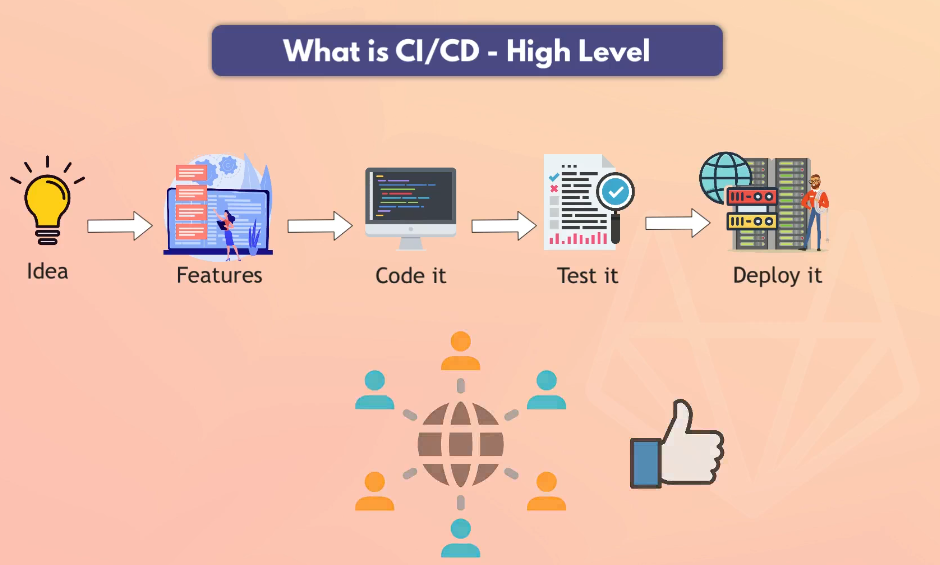 What is CI/CD - High Level
Idea
Features
Code it
Test it
Deploy it